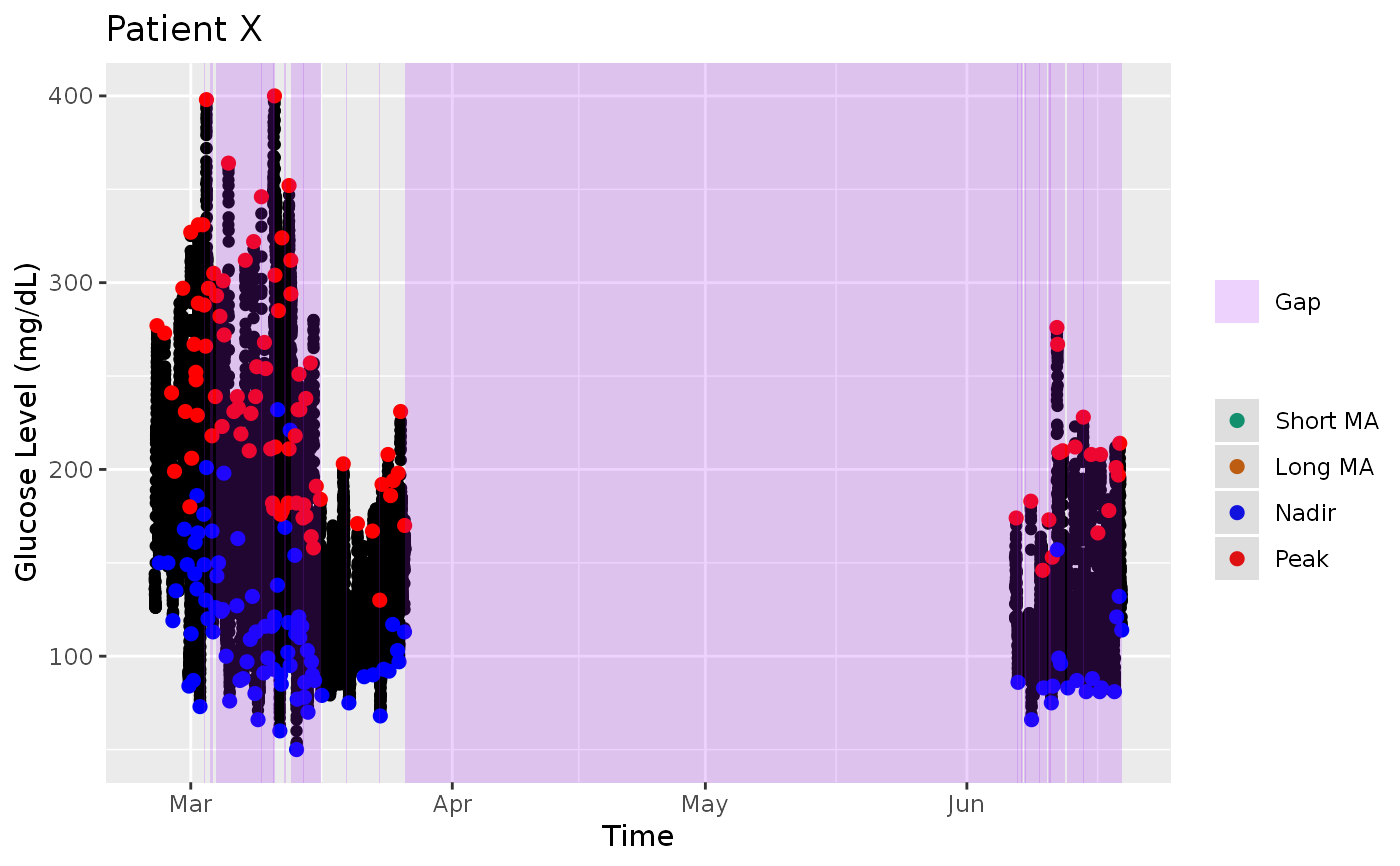 Patient X
Glucose Level (mg/dL)
400
300
200
100
Mar
Apr
May
Jun
Time
Gap
Short MA
Long MA
Nadir
Peak